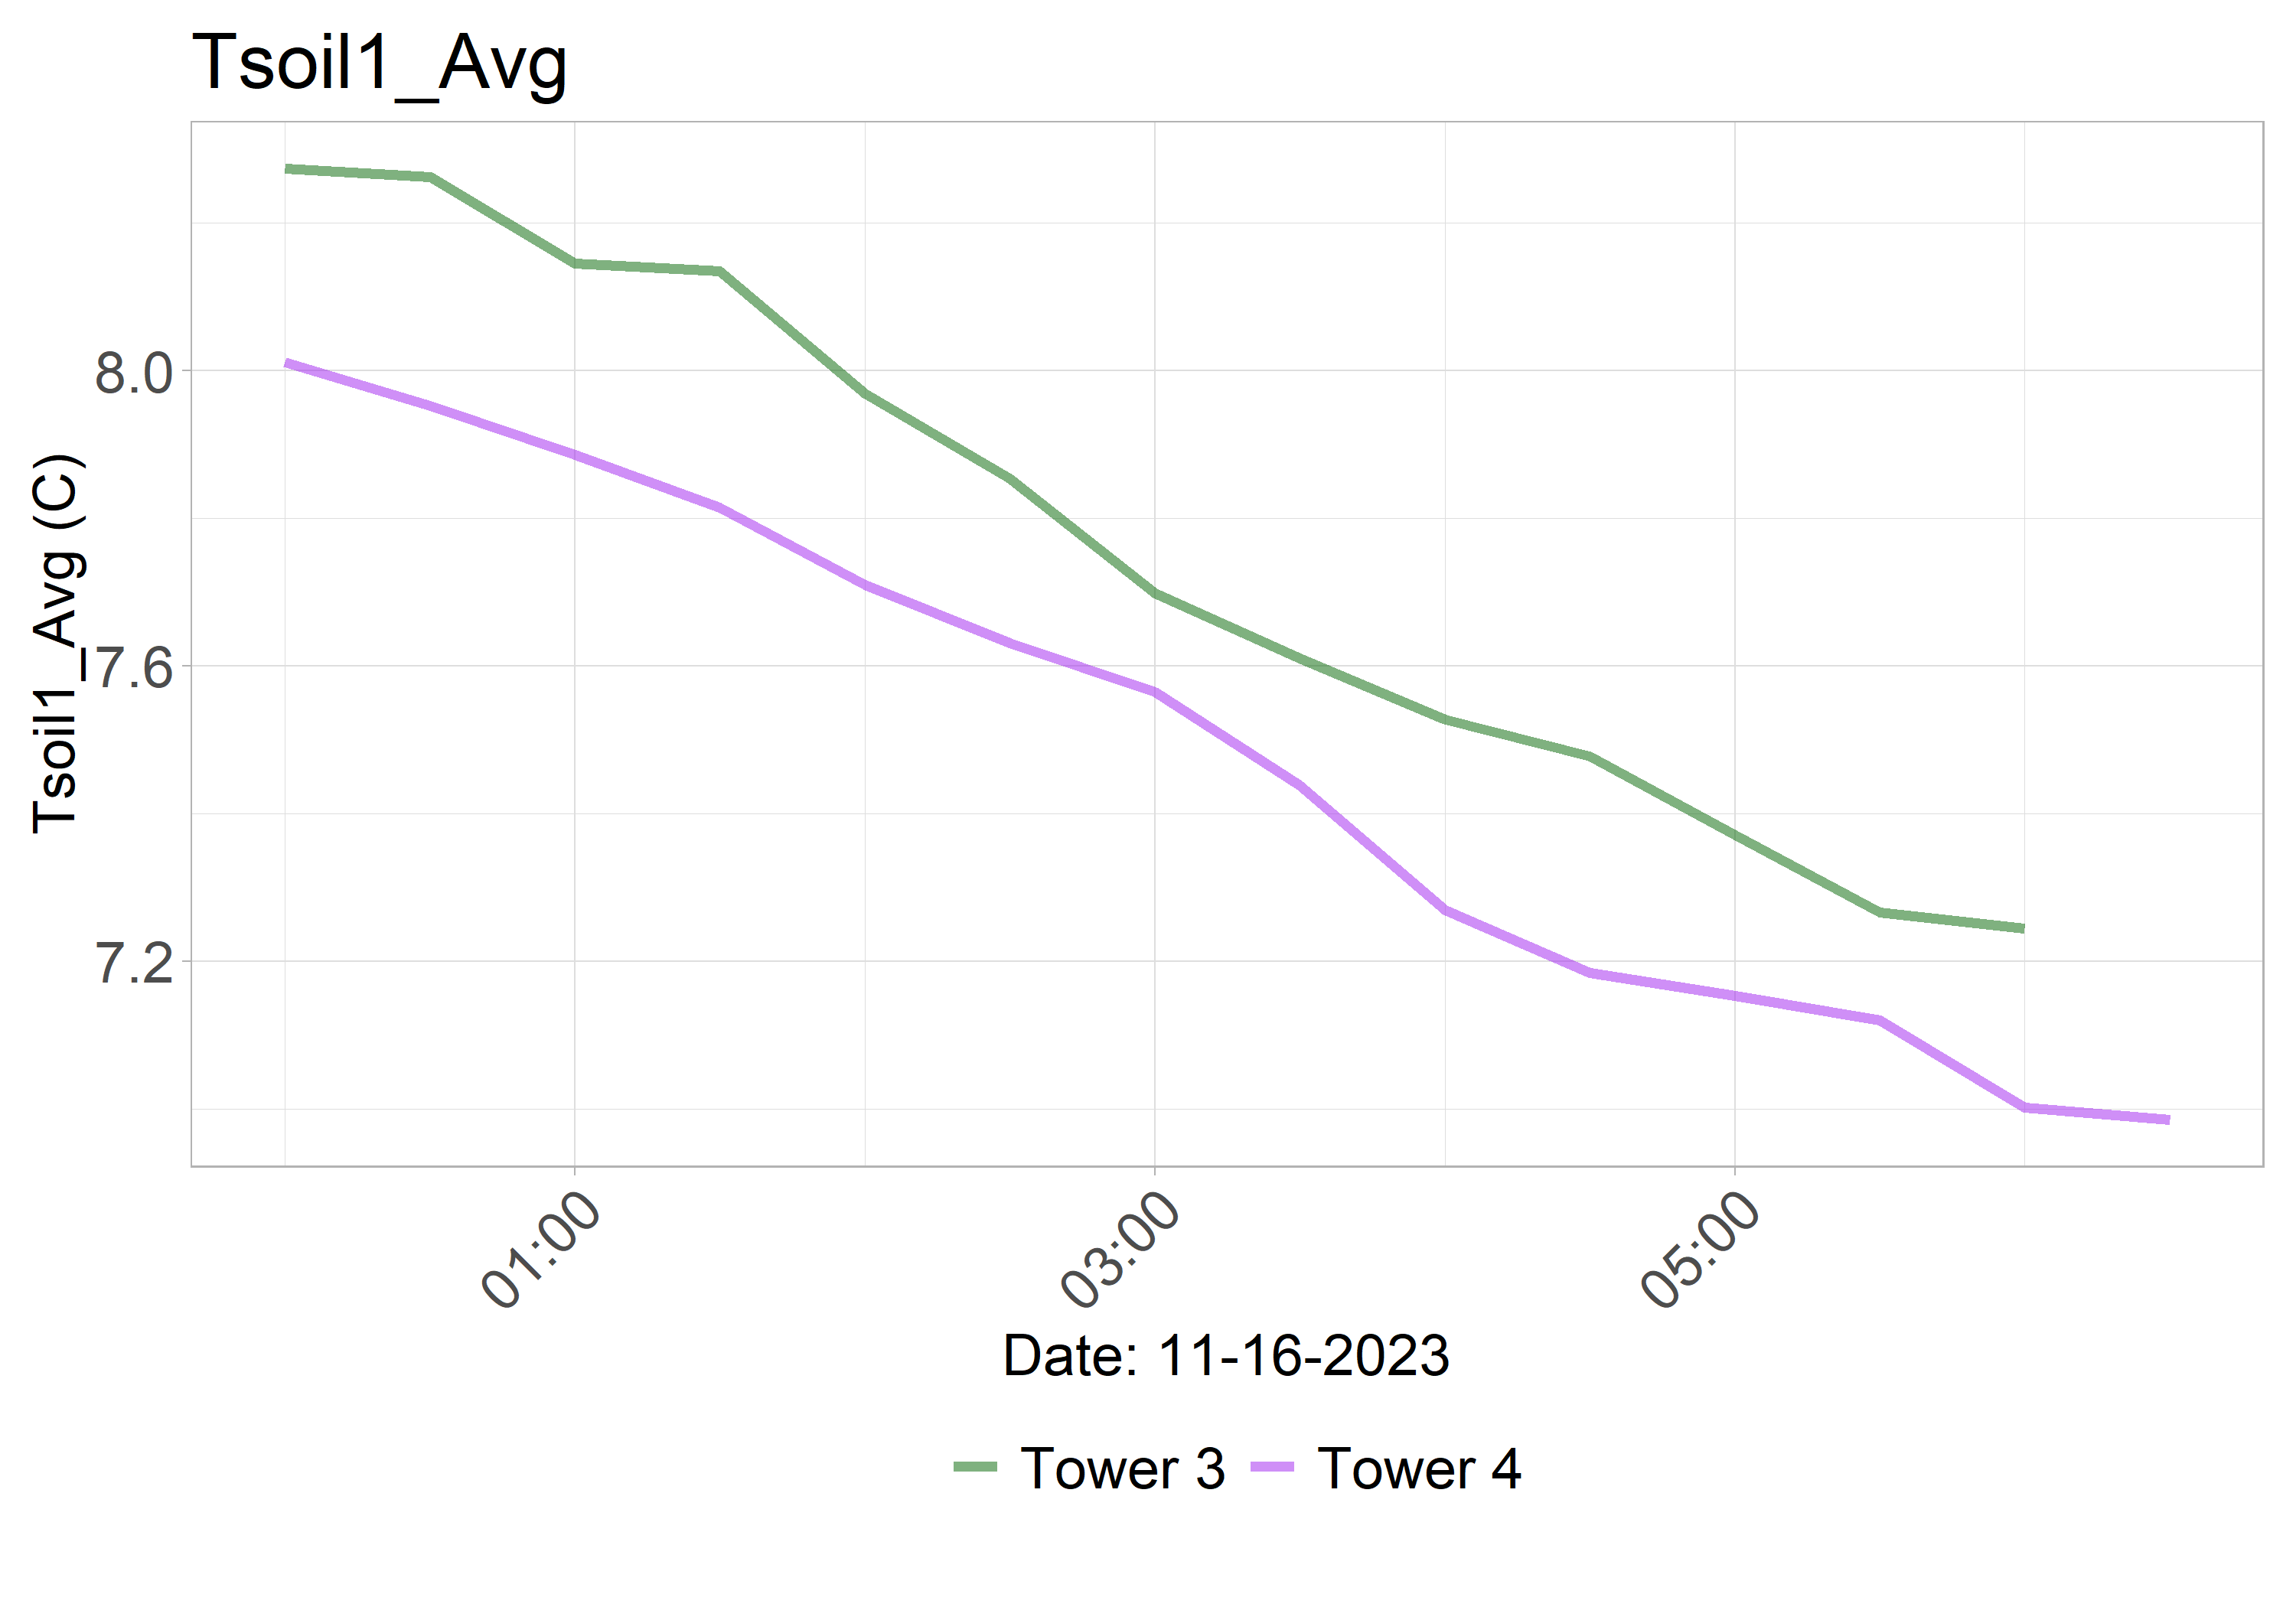 Tsoil1_Avg
Tsoil1_Avg (C)
8.0
7.6
7.2
01:00
03:00
05:00
Date: 11-16-2023
Tower 3
Tower 4